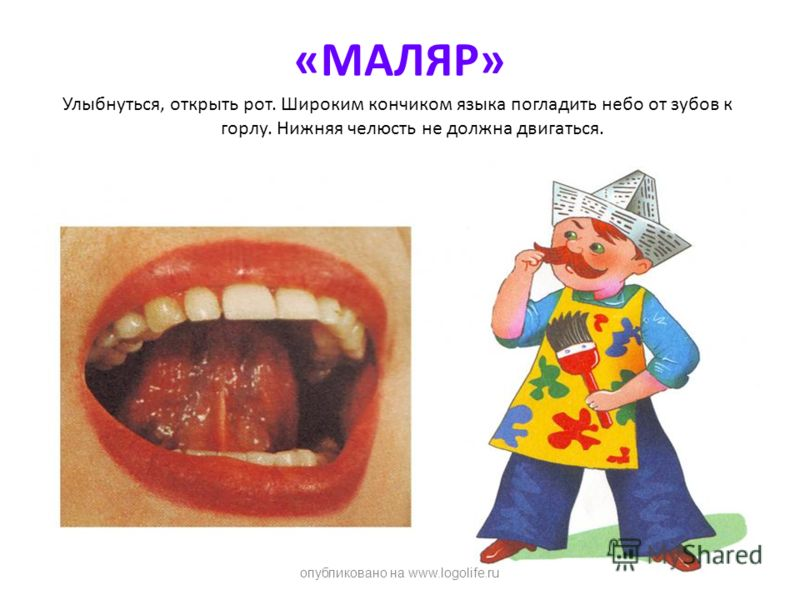 «МАЛЯР»
Улыбнуться, открыть рот. Широким кончиком языка погладить небо от зубов к
горлу. Нижняя челюсть не должна двигаться.
MyShared
опубликовано на www.logolife.ru